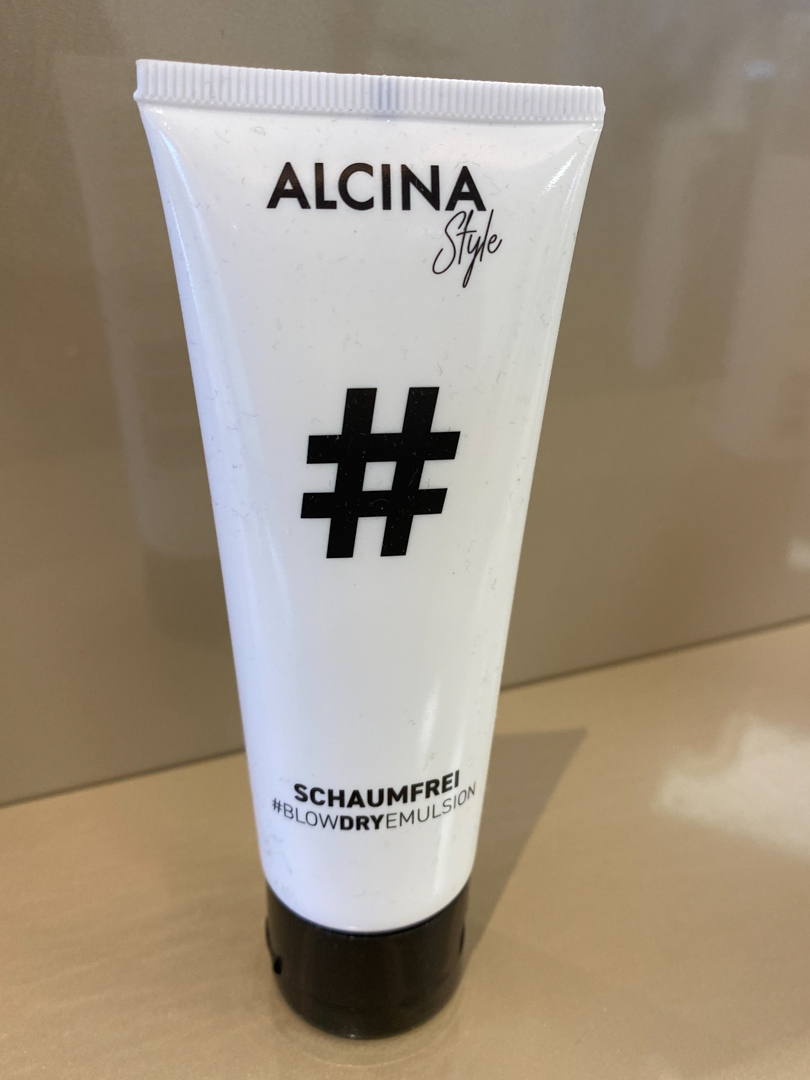 ALCINA
Style
#
SCHAUMFREI
#BLOWDRYEMULSION